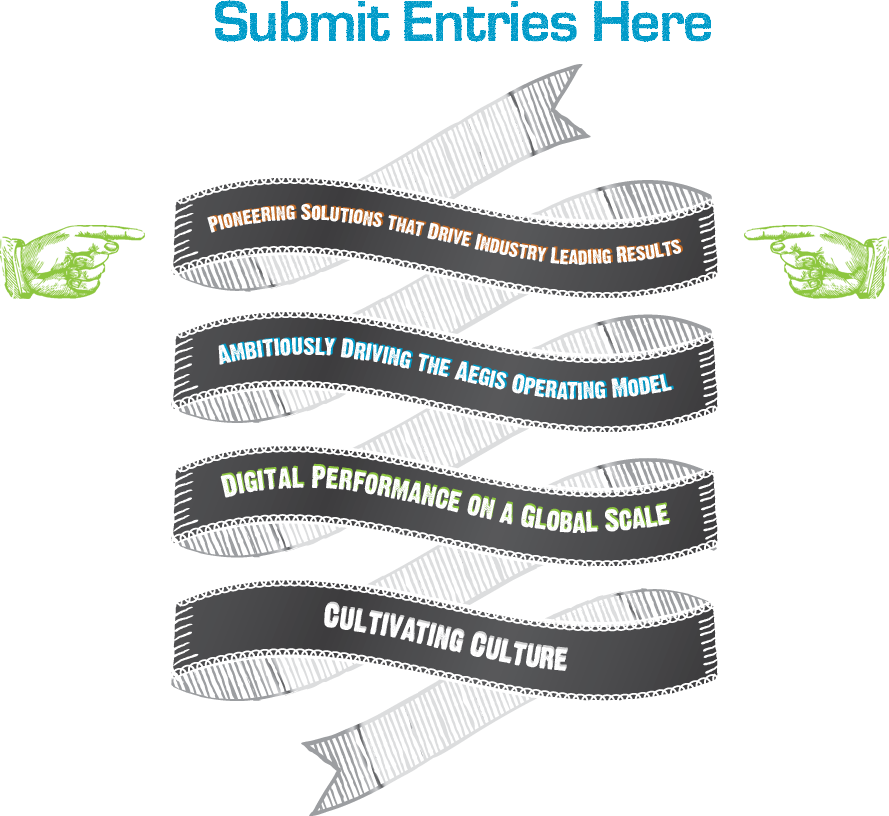 Submit Entries Here
Pioneering Solutions that Drive Industry Leading Results
Ambitiously Driving the Aegis Operating Model
Digital Performance on a Global Scale
Cultivating Culture